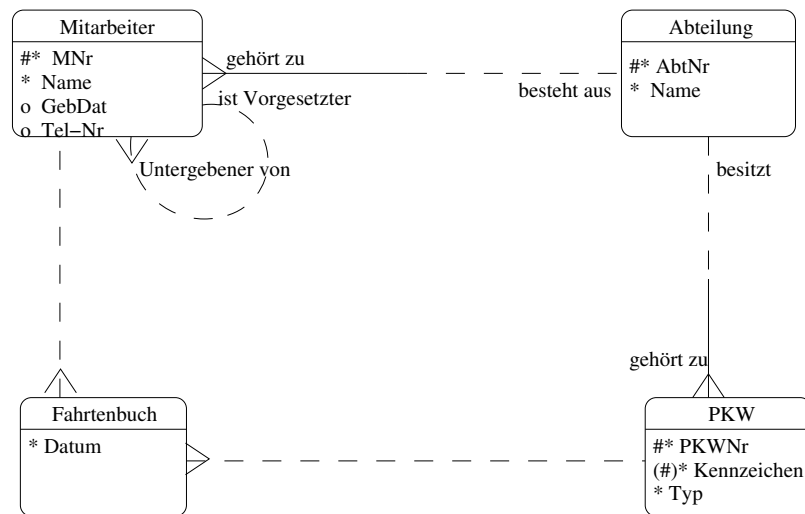 Mitarbeiter
#* MNr
* Name
o GebDat
o Tel-Nr
gehört zu
ist Vorgesetzter
Untergebener von
besteht aus
Abteilung
#* AbtNr
* Name
besitzt
gehört zu
Fahrtenbuch
* Datum
PKW
#* PKWNr
(#)* Kennzeichen
* Typ